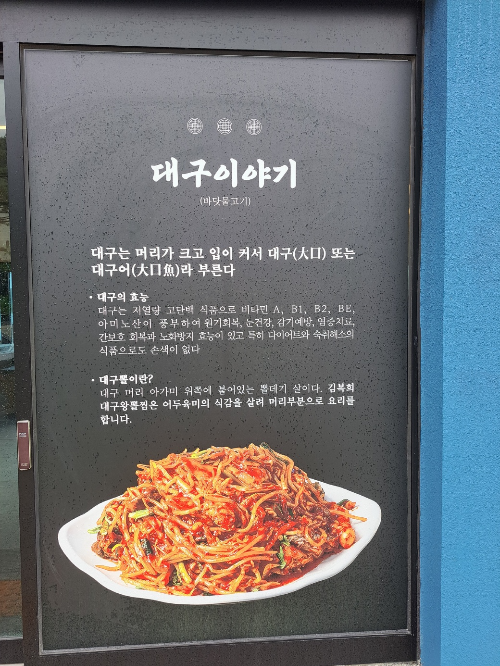 대구이야기
(바닷물고기)
대구는 머리가 크고 입이 커서 대구(大口) 또는
대구어(大口魚)라 부른다
• 대구의 효능
대구는 저열량 고단백 식품으로 비타민 A, B1, B2, BE,
아미노산이 풍부하여 원기회복, 눈건강, 감기예방, 염증치료,
간보호 회복과 노화방지 효능이 있고 특히 다이어트와 숙취해소의
식품으로도 손색이 없다
• 대구뽈이란?
대구 머리 아가미 위쪽에 붙어있는 뽈데기 살이다. 김복희
대구왕뽈찜은 어두육미의 식감을 살려 머리부분으로 요리를
합니다.